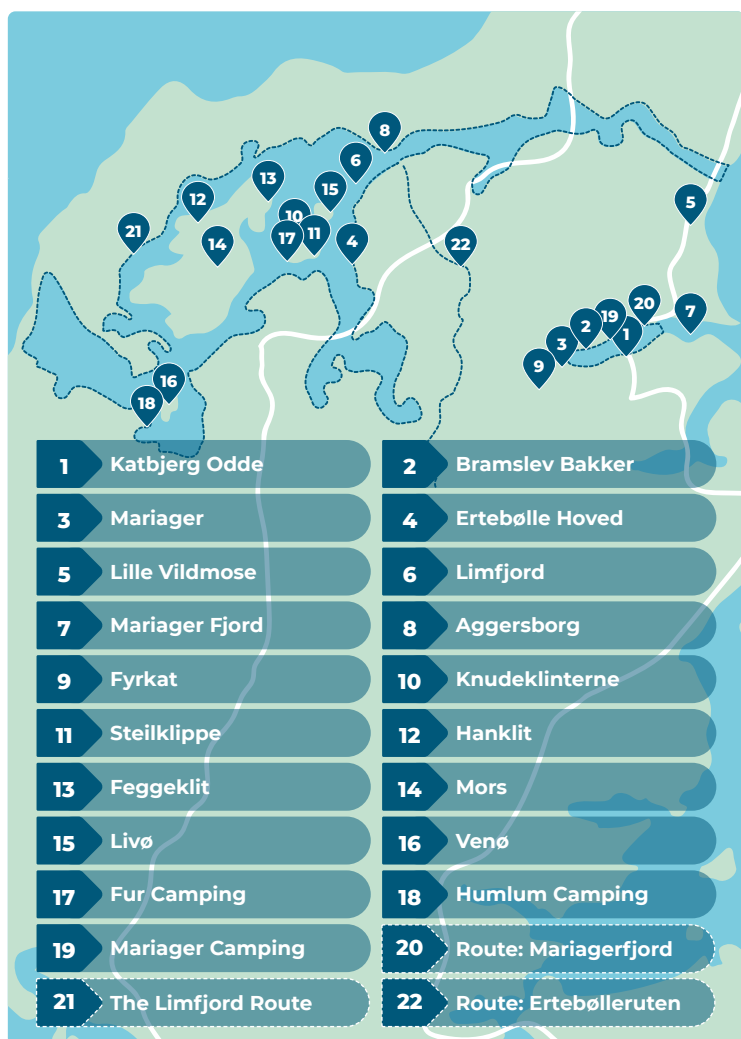 8
6
13
15
12
10
5
21
11
17
4
14
22
20
7
19
2
1
3
9
16
18
1 Katbjerg Odde
2 Bramslev Bakker
3 Mariager
4 Ertebølle Hoved
5 Lille Vildmose
6 Limfjord
7 Mariager Fjord
8 Aggersborg
9 Fyrkat
10 Knudeklinterne
11 Steilklippe
12 Hanklit
13 Feggeklit
14 Mors
15 Livø
16 Venø
17 Fur Camping
18 Humlum Camping
19 Mariager Camping
20 Route: Mariagerfjord
21 The Limfjord Route
22 Route: Ertebølleruten